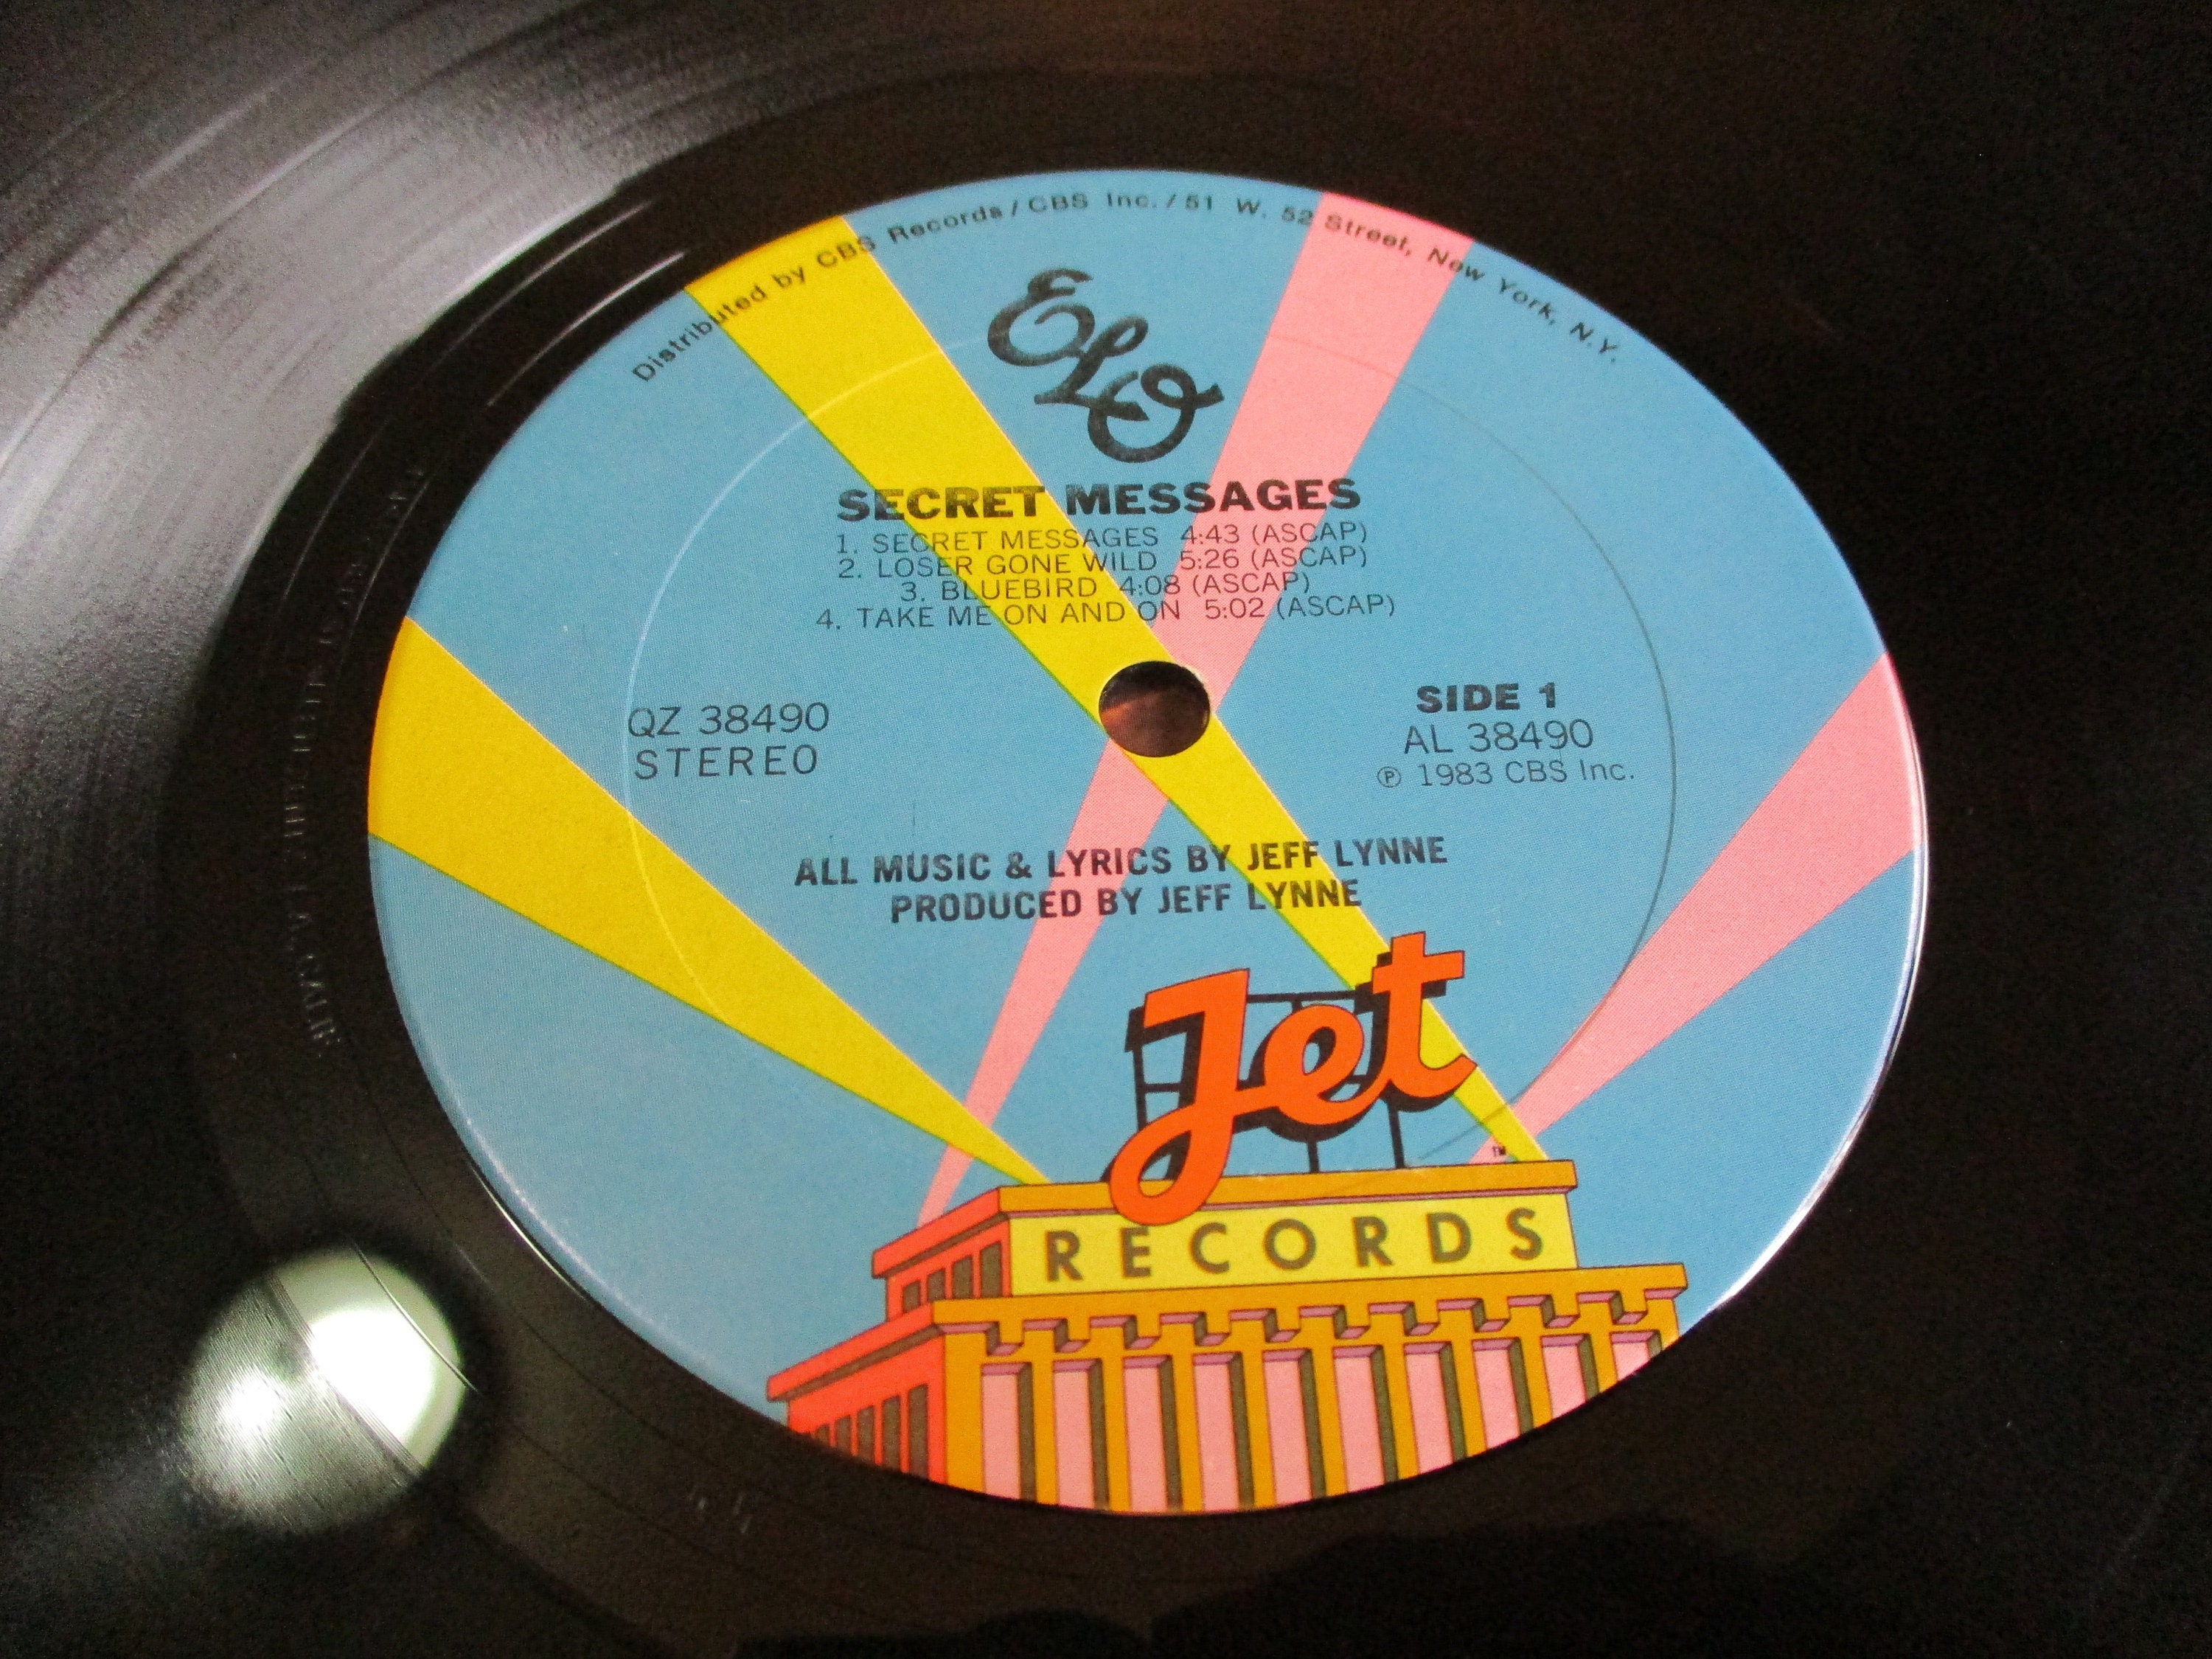 Distributed by CBS Records / CBS Inc. / 51 W. 52 Street, New York, N.Y.
ELO
SECRET MESSAGES
1. SECRET MESSAGES 4:43 (ASCAP)
2. LOSER GONE WILD 5:26 (ASCAP)
3. BLUEBIRD 4:08 (ASCAP)
4. TAKE ME ON AND ON 5:02 (ASCAP)
QZ 38490
STEREO
SIDE 1
AL 38490
℗ 1983 CBS Inc.
ALL MUSIC & LYRICS BY JEFF LYNNE
PRODUCED BY JEFF LYNNE
Jet
TM
RECORDS